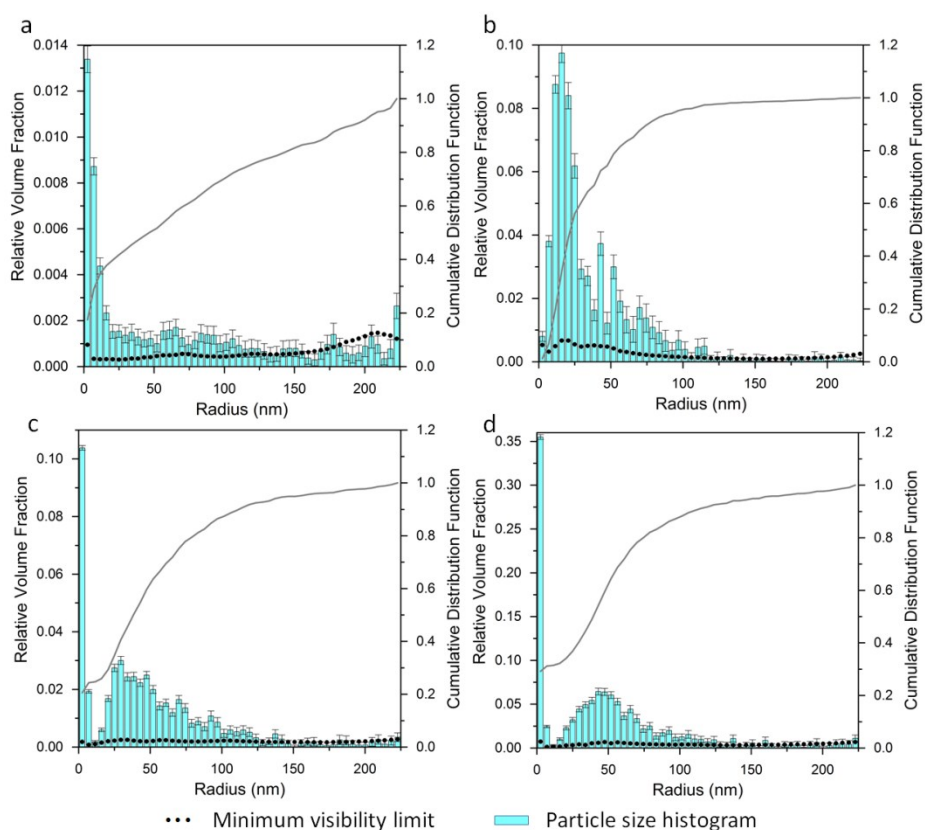 a
0.014
0.012
0.010
0.008
0.006
0.004
0.002
0.000
Relative Volume Fraction
1.2
1.0
0.8
0.6
0.4
0.2
0.0
Cumulative Distribution Function
0 50 100 150 200
Radius (nm)
b
0.10
0.08
0.06
0.04
0.02
0.00
Relative Volume Fraction
1.2
1.0
0.8
0.6
0.4
0.2
0.0
Cumulative Distribution Function
0 50 100 150 200
Radius (nm)
c
0.10
0.08
0.06
0.04
0.02
0.00
Relative Volume Fraction
1.2
1.0
0.8
0.6
0.4
0.2
0.0
Cumulative Distribution Function
0 50 100 150 200
Radius (nm)
d
0.35
0.30
0.25
0.20
0.15
0.10
0.05
0.00
Relative Volume Fraction
1.2
1.0
0.8
0.6
0.4
0.2
0.0
Cumulative Distribution Function
0 50 100 150 200
Radius (nm)
Minimum visibility limit
Particle size histogram